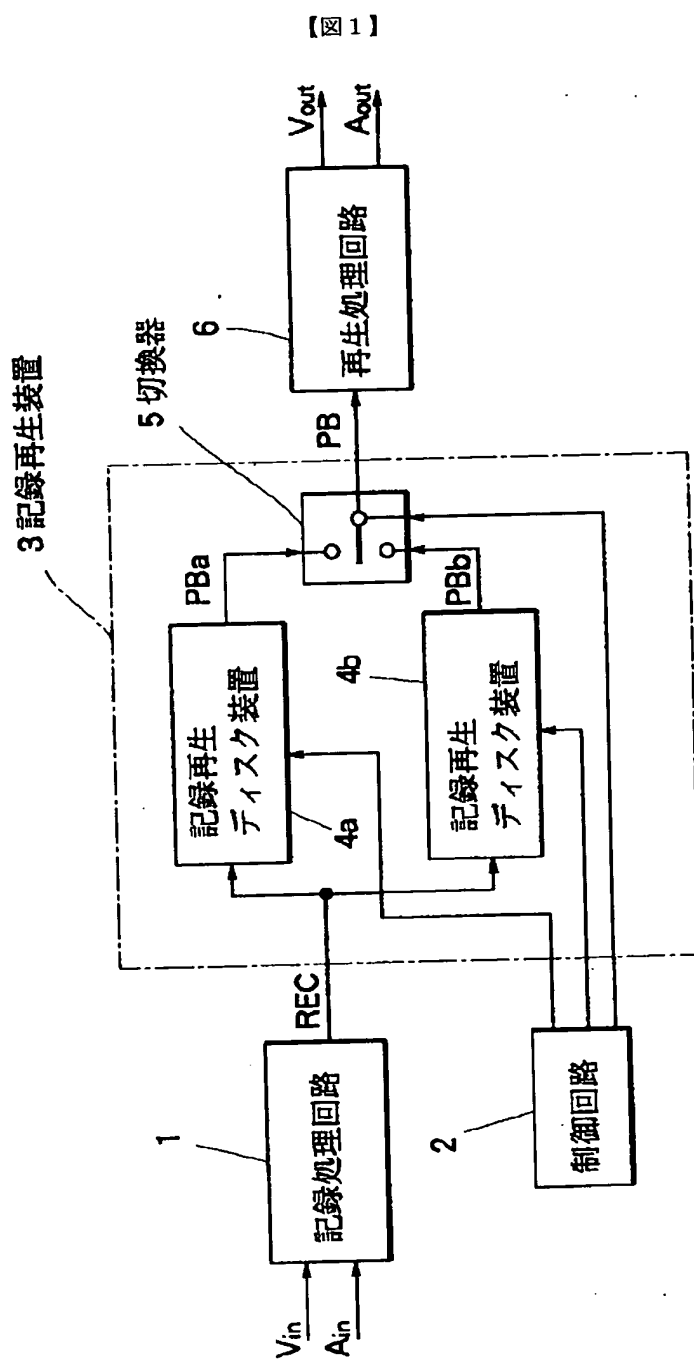 【図1】
3 記録再生装置
Vin
Ain
1
記録処理回路
REC
2
制御回路
記録再生
ディスク装置
4a
PBa
記録再生
ディスク装置
4b
PBb
5 切換器
PB
6
再生処理回路
Vout
Aout